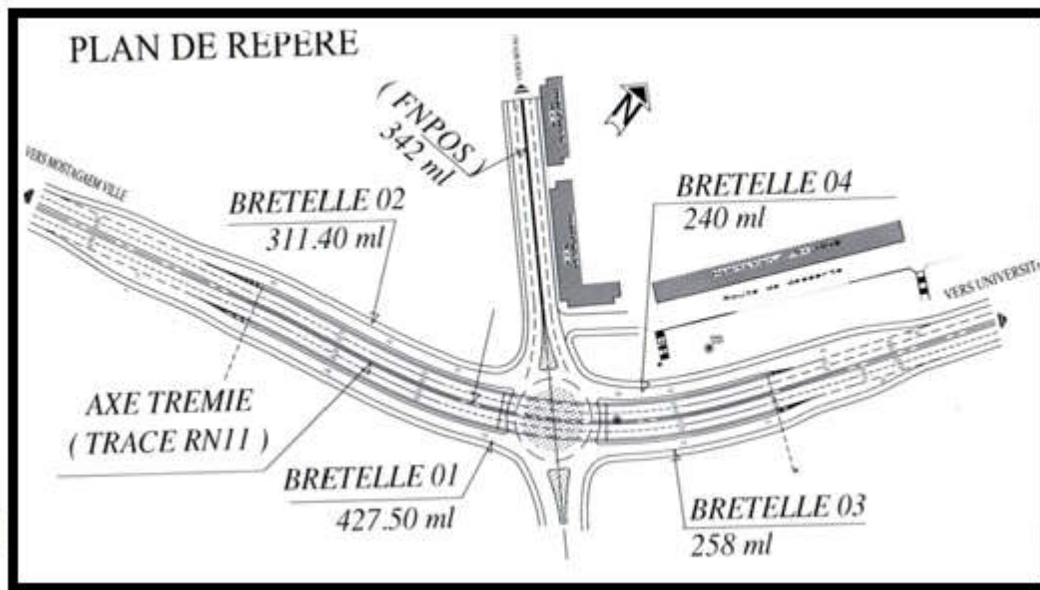 PLAN DE REPERE
( FNPOS )
342 ml
VERS MOSTAGAEM VILLE
BRETELLE 02
311.40 ml
N
BRETELLE 04
240 ml
VERS UNIVERSITE
AXE TREMIE
( TRACE RN11 )
BRETELLE 01
427.50 ml
BRETELLE 03
258 ml